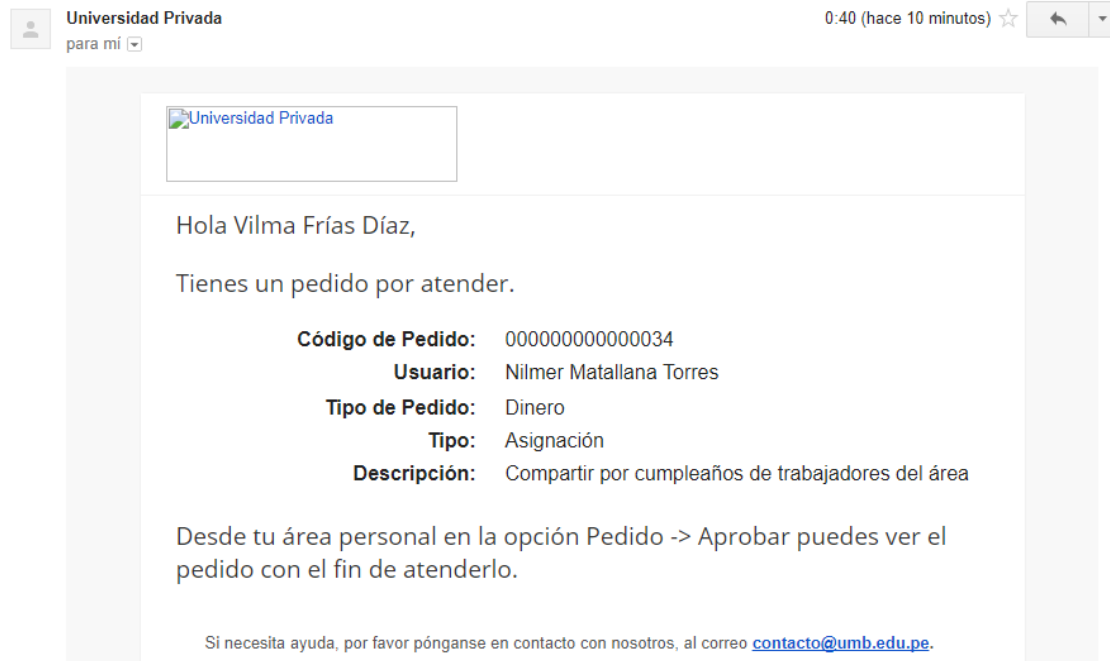 Universidad Privada
0:40 (hace 10 minutos)
para mí
Universidad Privada
Hola Vilma Frías Díaz,
Tienes un pedido por atender.
Código de Pedido: 000000000000034
Usuario: Nilmer Matallana Torres
Tipo de Pedido: Dinero
Tipo: Asignación
Descripción: Compartir por cumpleaños de trabajadores del área
Desde tu área personal en la opción Pedido -> Aprobar puedes ver el
pedido con el fin de atenderlo.
Si necesita ayuda, por favor pónganse en contacto con nosotros, al correo contacto@umb.edu.pe.